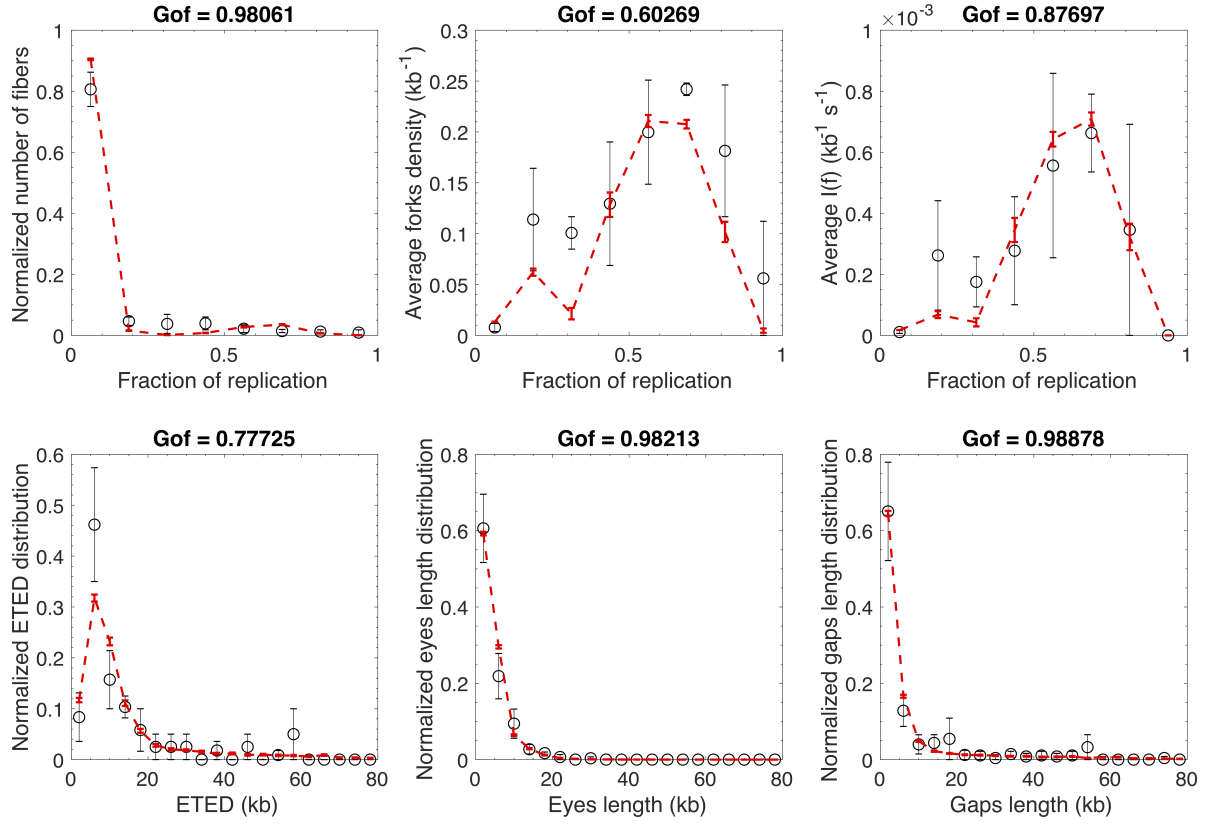 Gof = 0.98061
Normalized number of fibers
1
0.8
0.6
0.4
0.2
0
0 0.5 1
Fraction of replication
Gof = 0.60269
Average forks density (kb-1)
0.3
0.25
0.2
0.15
0.1
0.05
0
0 0.5 1
Fraction of replication
Gof = 0.87697
×10-3
Average I(f) (kb-1 s-1)
1
0.8
0.6
0.4
0.2
0
0 0.5 1
Fraction of replication
Gof = 0.77725
Normalized ETED distribution
0.6
0.5
0.4
0.3
0.2
0.1
0
0 20 40 60 80
ETED (kb)
Gof = 0.98213
Normalized eyes length distribution
0.8
0.6
0.4
0.2
0
0 20 40 60 80
Eyes length (kb)
Gof = 0.98878
Normalized gaps length distribution
0.8
0.6
0.4
0.2
0
0 20 40 60 80
Gaps length (kb)